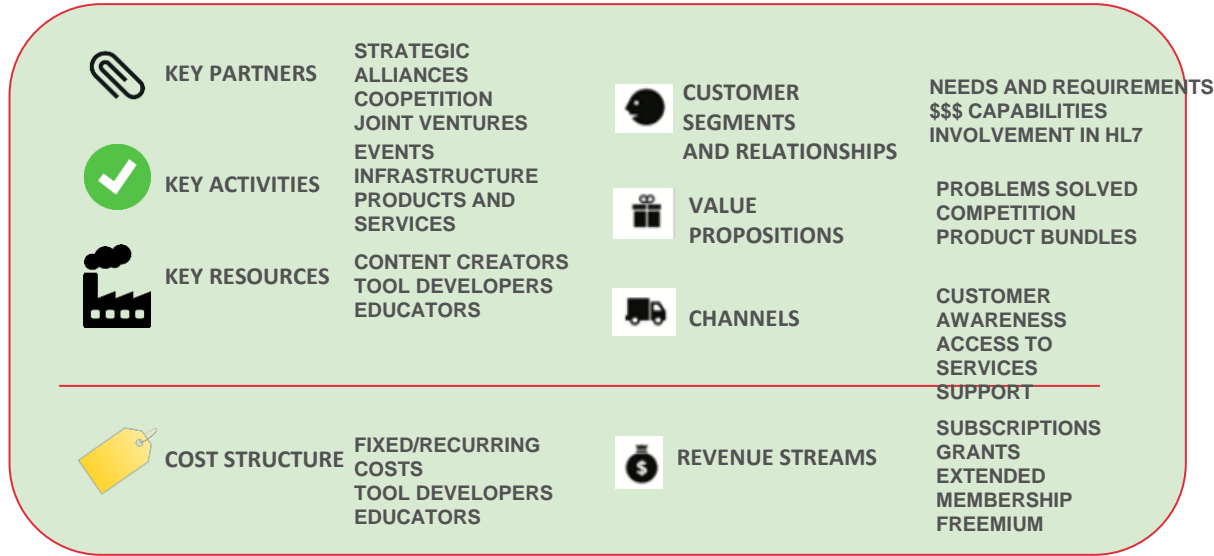 KEY PARTNERS
STRATEGIC
ALLIANCES
COOPETITION
JOINT VENTURES
KEY ACTIVITIES
EVENTS
INFRASTRUCTURE
PRODUCTS AND
SERVICES
KEY RESOURCES
CONTENT CREATORS
TOOL DEVELOPERS
EDUCATORS
CUSTOMER
SEGMENTS
AND RELATIONSHIPS
NEEDS AND REQUIREMENTS
$$$ CAPABILITIES
INVOLVEMENT IN HL7
VALUE
PROPOSITIONS
PROBLEMS SOLVED
COMPETITION
PRODUCT BUNDLES
CHANNELS
CUSTOMER
AWARENESS
ACCESS TO
SERVICES
SUPPORT
COST STRUCTURE
FIXED/RECURRING
COSTS
TOOL DEVELOPERS
EDUCATORS
$
REVENUE STREAMS
SUBSCRIPTIONS
GRANTS
EXTENDED
MEMBERSHIP
FREEMIUM